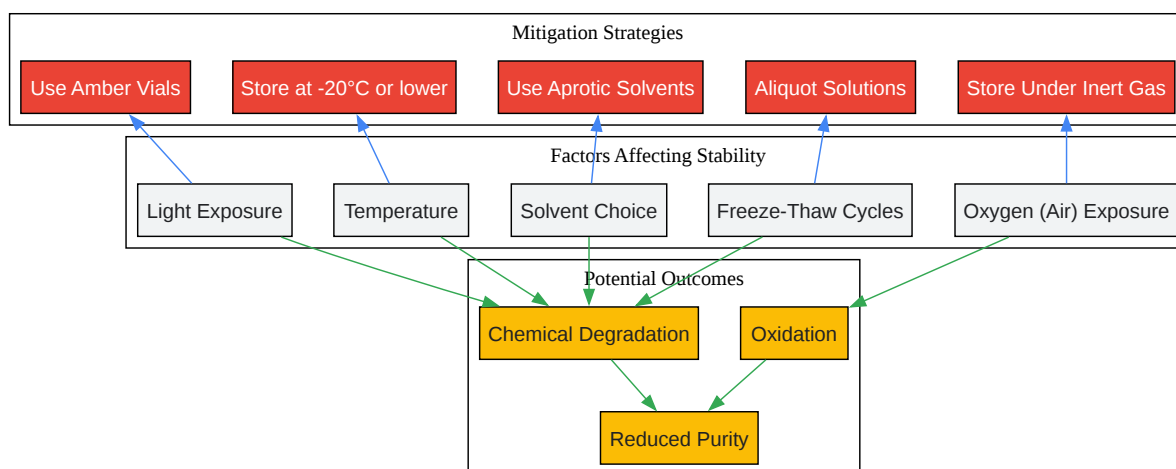 Mitigation Strategies
Use Amber Vials
Store at -20°C or lower
Use Aprotic Solvents
Aliquot Solutions
Store Under Inert Gas
Factors Affecting Stability
Light Exposure
Temperature
Solvent Choice
Freeze-Thaw Cycles
Oxygen (Air) Exposure
Potential Outcomes
Chemical Degradation
Oxidation
Reduced Purity